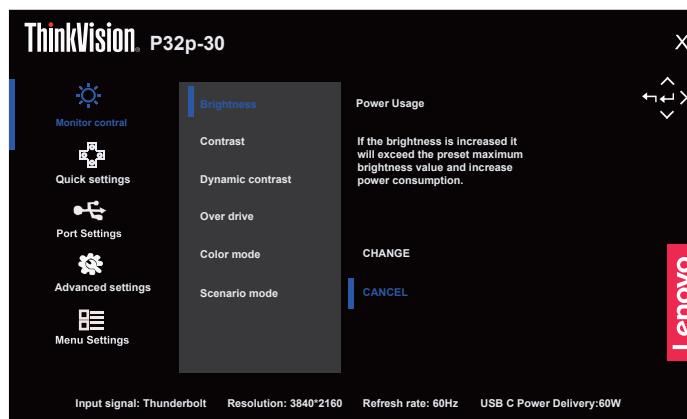 ThinkVision. P32p-30
X
Monitor contral
Quick settings
Port Settings
Advanced settings
Menu Settings
Brightness
Contrast
Dynamic contrast
Over drive
Color mode
Scenario mode
Power Usage
If the brightness is increased it
will exceed the preset maximum
brightness value and increase
power consumption.
CHANGE
CANCEL
Lenovo
Input signal: Thunderbolt Resolution: 3840*2160 Refresh rate: 60Hz USB C Power Delivery:60W